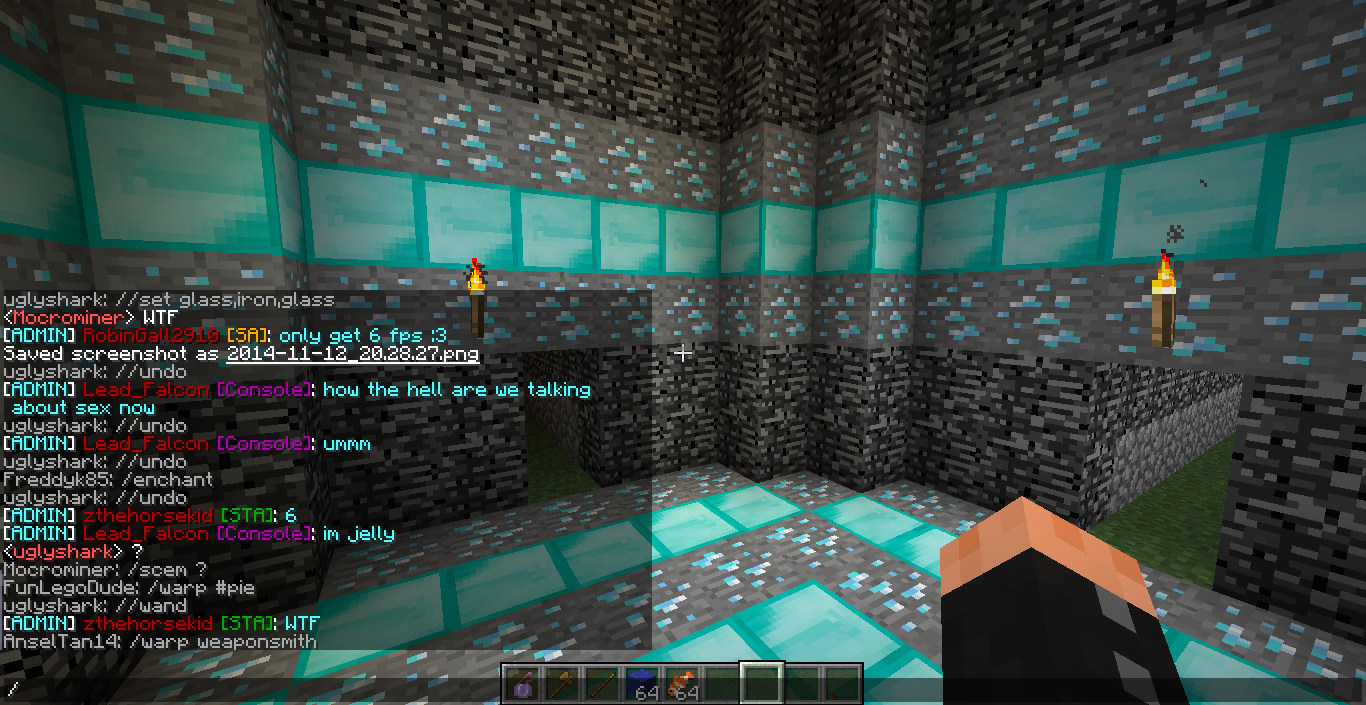 uglyshark: //set glass,iron,glass
<Mocrominer> WTF
[ADMIN] RobinGall2910 [SA]: only get 6 fps :3
Saved screenshot as 2014-11-12_20.28.27.png
uglyshark: //undo
[ADMIN] Lead_Falcon [Console]: how the hell are we talking
about sex now
uglyshark: //undo
[ADMIN] Lead_Falcon [Console]: ummm
uglyshark: //undo
Freddyk85: /enchant
uglyshark: //undo
[ADMIN] zthehorsekid [STA]: 6
[ADMIN] Lead_Falcon [Console]: im jelly
<uglyshark> ?
Mocrominer: /scem ?
FunLegoDude: /warp #pie
uglyshark: //wand
[ADMIN] zthehorsekid [STA]: WTF
AnselTan14: /warp weaponsmith
/
64 64